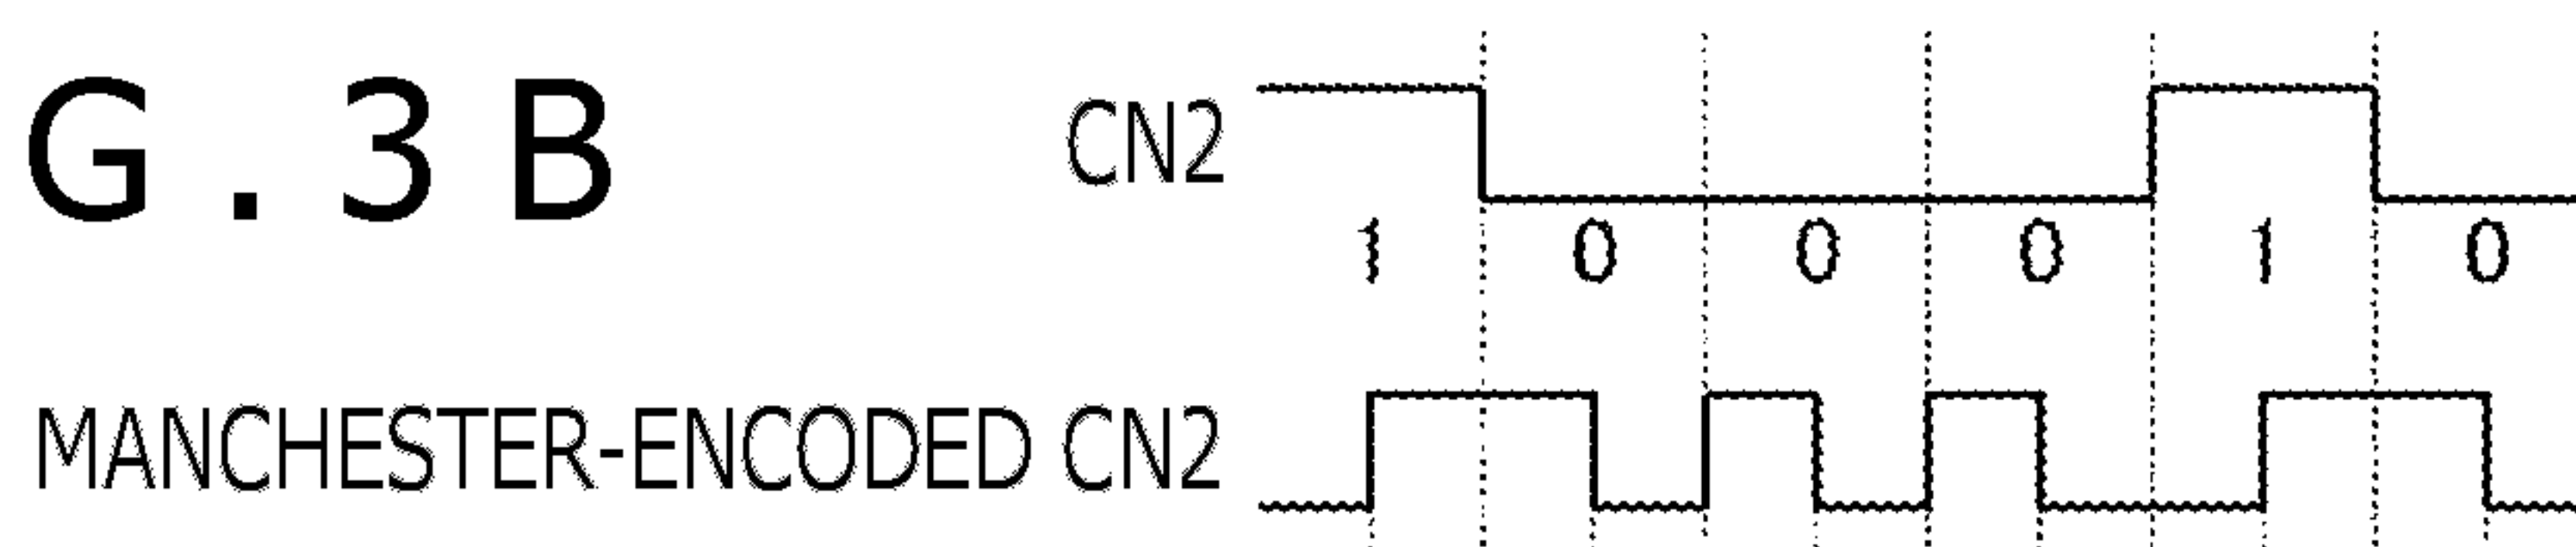 G.3B
CN2
1 0 0 0 1 0
MANCHESTER-ENCODED CN2